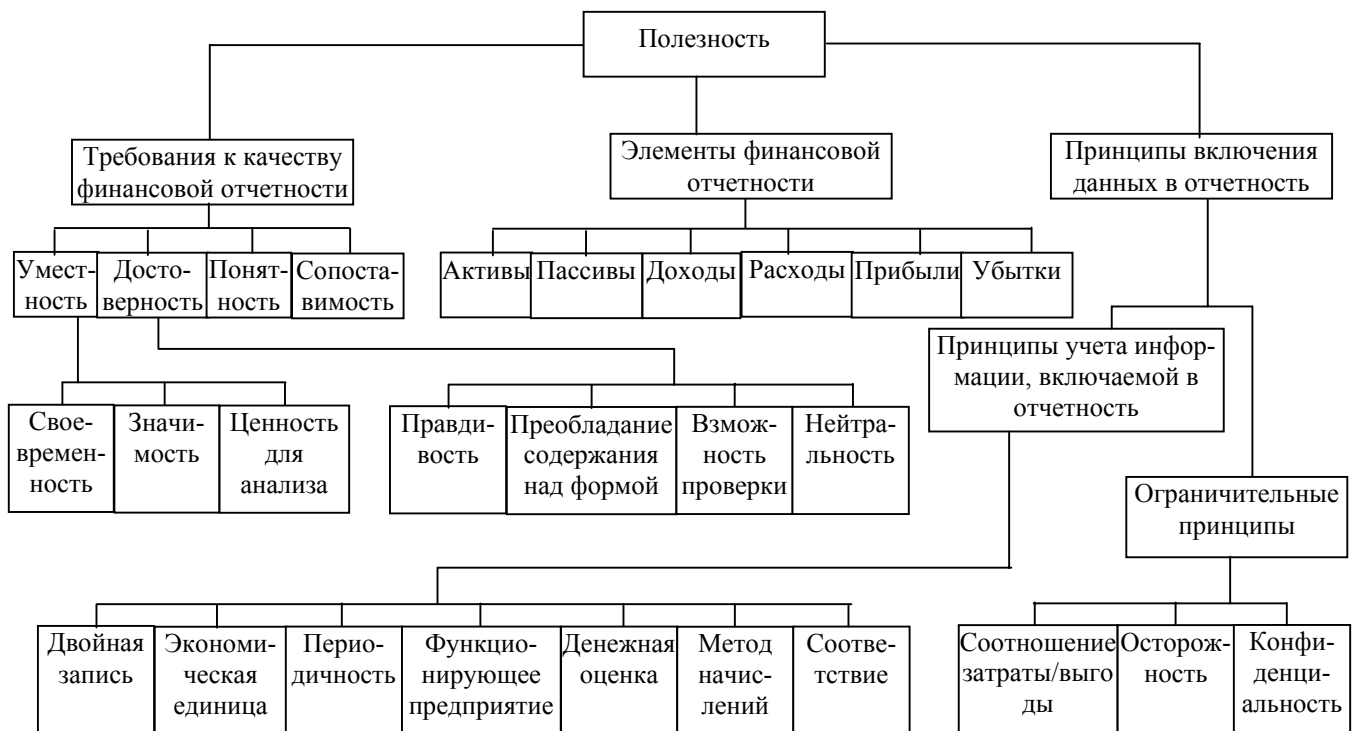 Полезность
Требования к качеству
финансовой отчетности
Элементы финансовой
отчетности
Принципы включения
данных в отчетность
Умест-
ность
Досто-
верность
Понят-
ность
Сопоста-
вимость
Активы
Пассивы
Доходы
Расходы
Прибыли
Убытки
Принципы учета инфор-
мации, включаемой в
отчетность
Свое-
времен-
ность
Значи-
мость
Ценность
для
анализа
Правди-
вость
Преобладание
содержания
над формой
Взмож-
ность
проверки
Нейтра-
льность
Ограничительные
принципы
Двойная
запись
Экономи-
ческая
единица
Перио-
дичность
Функцио-
нирующее
предприятие
Денежная
оценка
Метод
начис-
лений
Соотве-
тствие
Соотношение
затраты/выго
ды
Осторож-
ность
Конфи-
денци-
альность